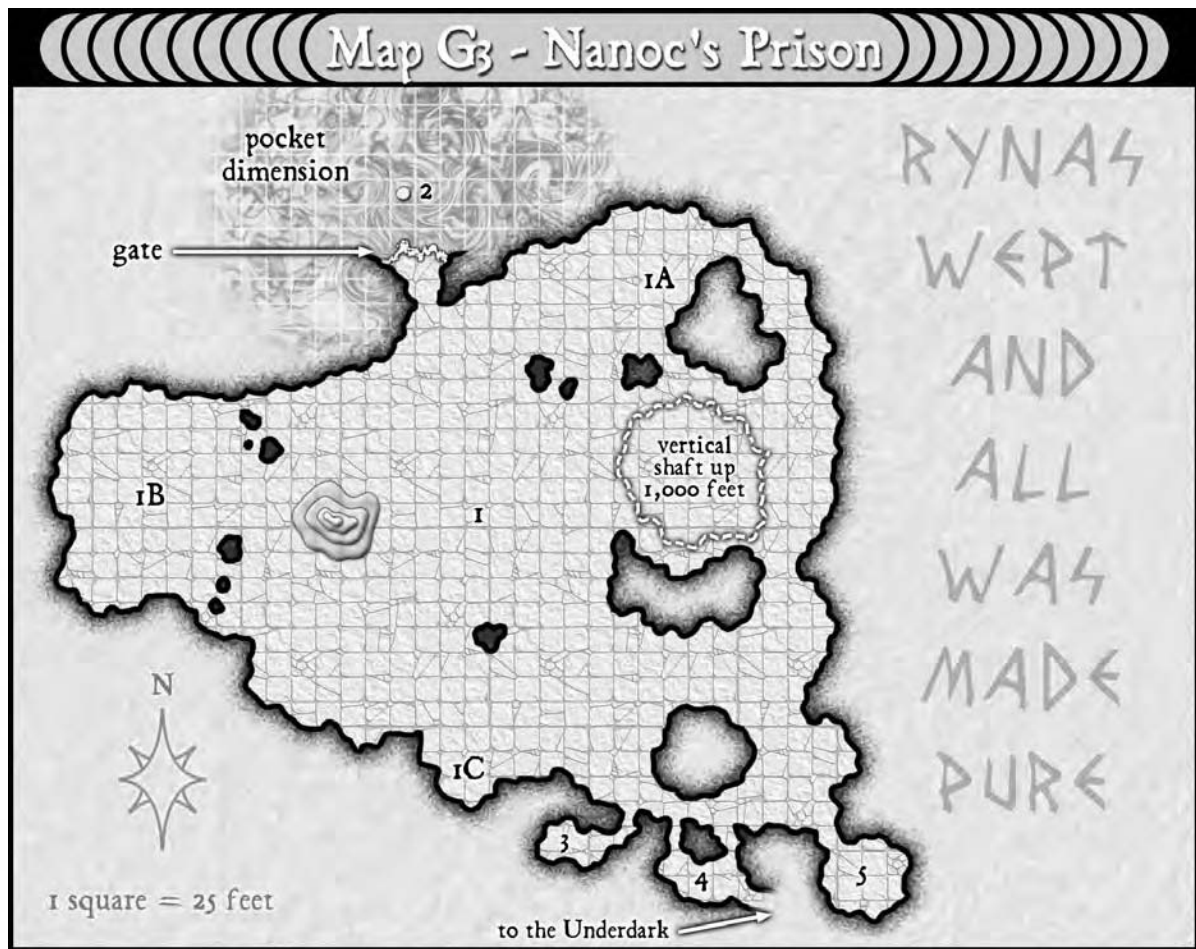 Map G3 - Nanoc's Prison
pocket
dimension
2
gate
1A
vertical
shaft up
1,000 feet
1B
1
1C
N
3
4
5
1 square = 25 feet
to the Underdark
RYNAS
WEPT
AND
ALL
WAS
MADE
PURE